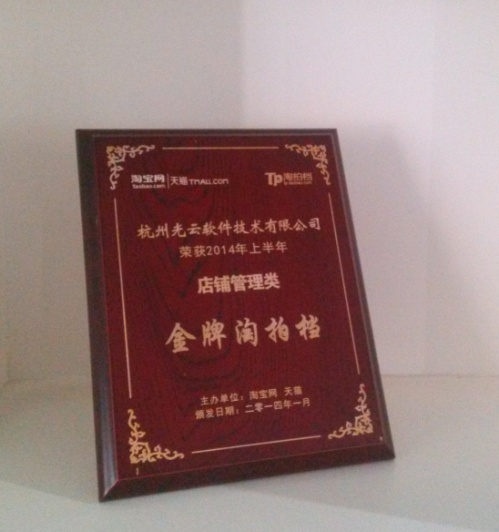 淘宝网 Taobao.com 天猫 TMALL.COM TP 淘拍档
杭州光云软件技术有限公司
荣获2014年上半年
店铺管理类
金牌淘拍档
主办单位：淘宝网 天猫
颁发日期：二零一四年一月